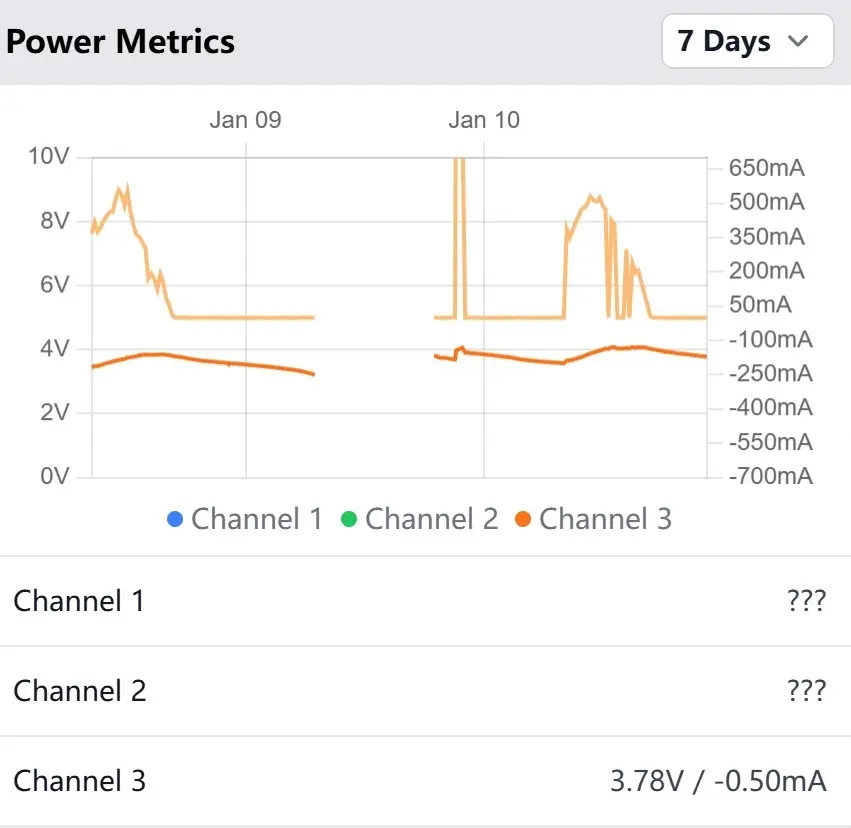 Power Metrics
7 Days
Jan 09 Jan 10
10V
8V
6V
4V
2V
0V
650mA
500mA
350mA
200mA
50mA
-100mA
-250mA
-400mA
-550mA
-700mA
Channel 1 Channel 2 Channel 3
Channel 1 ???
Channel 2 ???
Channel 3 3.78V / -0.50mA